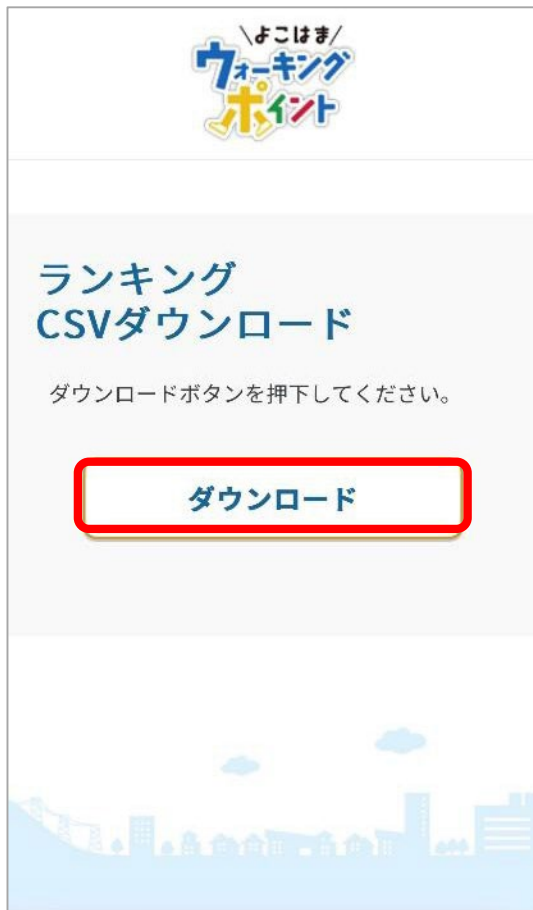 \よこはま/
ウォーキング
ポイント
ランキング
CSVダウンロード
ダウンロードボタンを押下してください。
ダウンロード